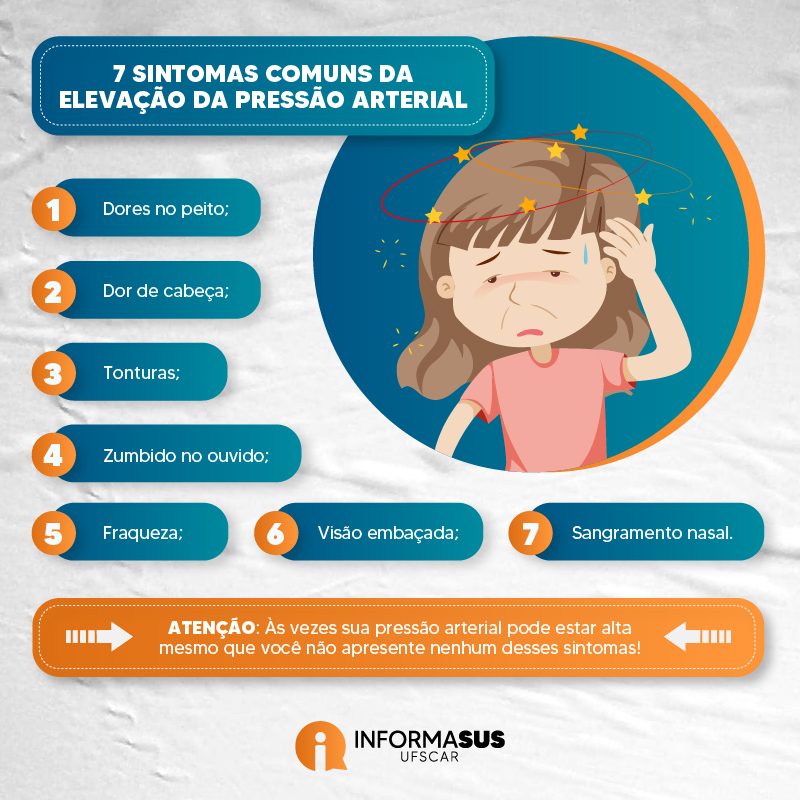 7 SINTOMAS COMUNS DA
ELEVAÇÃO DA PRESSÃO ARTERIAL
1 Dores no peito;
2 Dor de cabeça;
3 Tonturas;
4 Zumbido no ouvido;
5 Fraqueza;
6 Visão embaçada;
7 Sangramento nasal.
ATENÇÃO: Às vezes sua pressão arterial pode estar alta
mesmo que você não apresente nenhum desses sintomas!
i INFORMASUS
UFSCAR